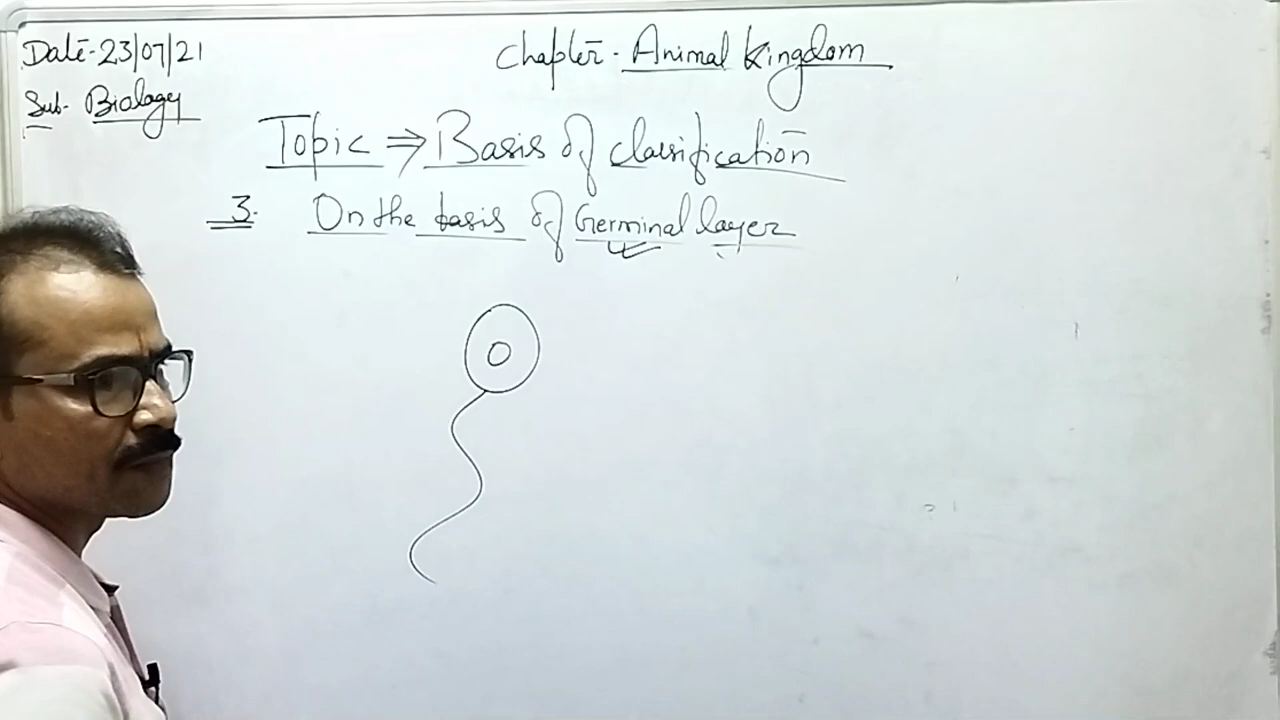 Date-23/07/21
Chapter - Animal Kingdom
Sub- Biology
Topic ⇒ Basis of classification
3. On the basis of Germinal layer